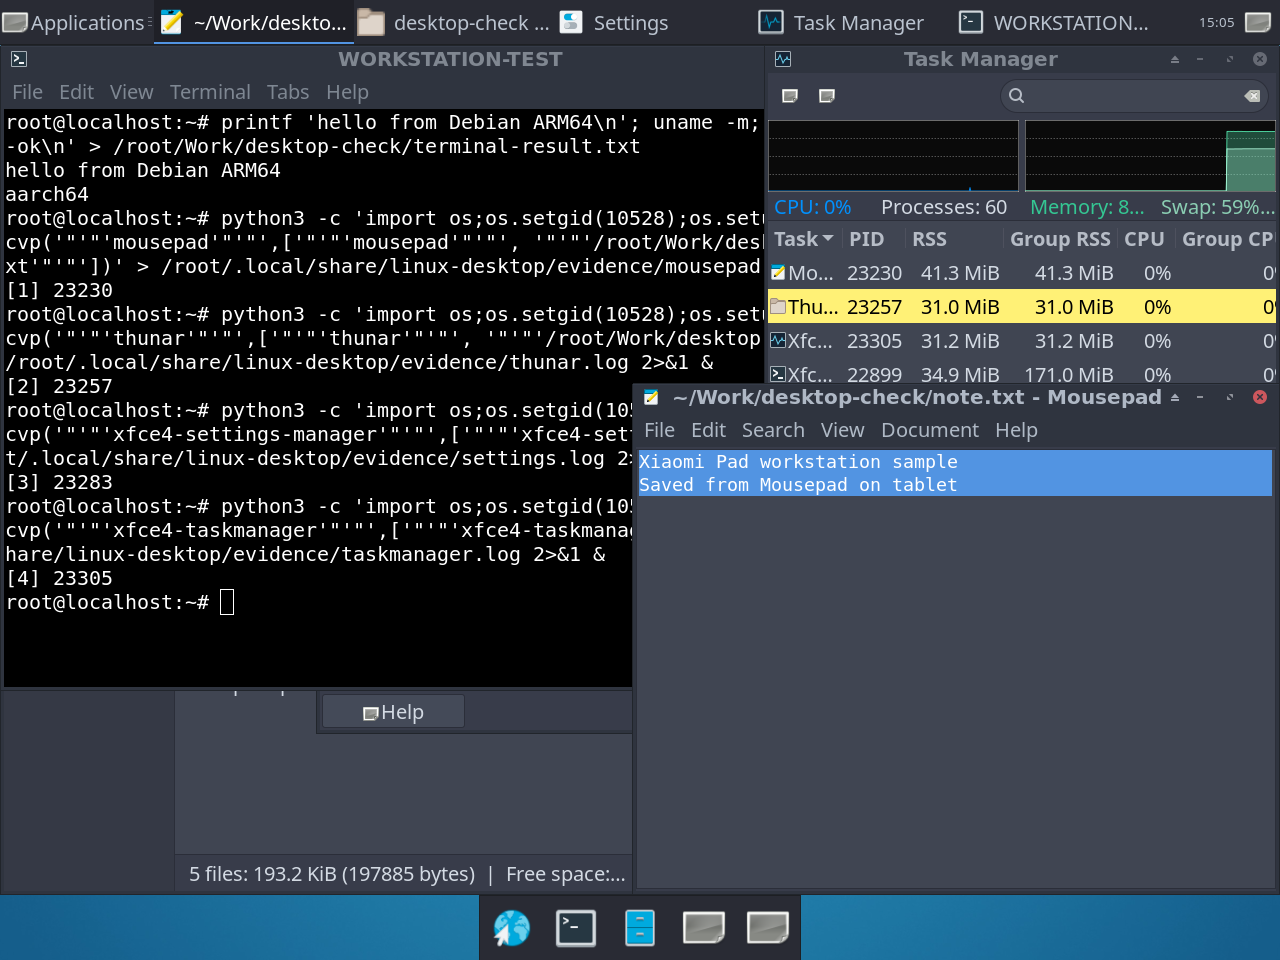 Applications
~/Work/deskto...
desktop-check ...
Settings
Task Manager
WORKSTATION...
15:05
WORKSTATION-TEST
File Edit View Terminal Tabs Help
root@localhost:~# printf 'hello from Debian ARM64\n'; uname -m;
-ok\n' > /root/Work/desktop-check/terminal-result.txt
hello from Debian ARM64
aarch64
root@localhost:~# python3 -c 'import os;os.setgid(10528);os.setu
cvp('"'"'mousepad'"'"',['"'"'mousepad'"'"', '"'"'/root/Work/desk
xt'"'"'])' > /root/.local/share/linux-desktop/evidence/mousepad
[1] 23230
root@localhost:~# python3 -c 'import os;os.setgid(10528);os.setu
cvp('"'"'thunar'"'"',['"'"'thunar'"'"', '"'"'/root/Work/desktop
/root/.local/share/linux-desktop/evidence/thunar.log 2>&1 &
[2] 23257
root@localhost:~# python3 -c 'import os;os.setgid(105
cvp('"'"'xfce4-settings-manager'"'"',['"'"'xfce4-sett
t/.local/share/linux-desktop/evidence/settings.log 2>
[3] 23283
root@localhost:~# python3 -c 'import os;os.setgid(105
cvp('"'"'xfce4-taskmanager'"'"',['"'"'xfce4-taskmanag
hare/linux-desktop/evidence/taskmanager.log 2>&1 &
[4] 23305
root@localhost:~#
Task Manager
CPU: 0% Processes: 60 Memory: 8... Swap: 59%...
Task PID RSS Group RSS CPU Group CP
Mo... 23230 41.3 MiB 41.3 MiB 0% 0
Thu... 23257 31.0 MiB 31.0 MiB 0% 0
Xfc... 23305 31.2 MiB 31.2 MiB 0% 0
Xfc... 22899 34.9 MiB 171.0 MiB 0% 0
~/Work/desktop-check/note.txt - Mousepad
File Edit Search View Document Help
Xiaomi Pad workstation sample
Saved from Mousepad on tablet
Help
5 files: 193.2 KiB (197885 bytes) | Free space:...